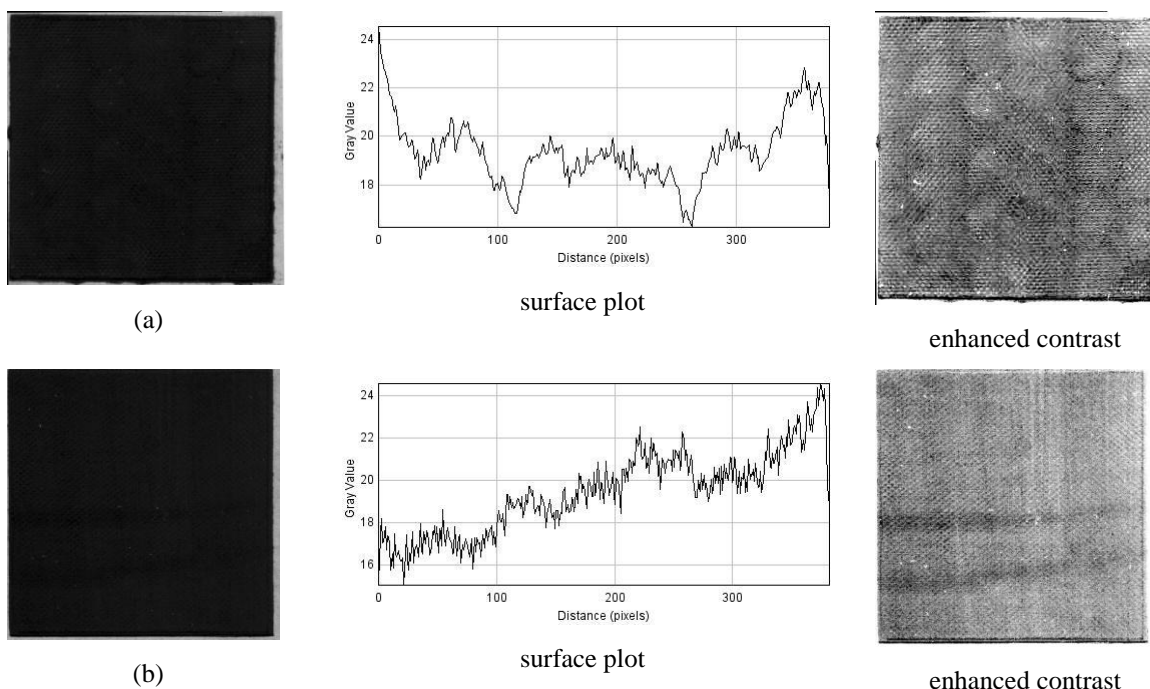 24
22
20
18
Gray Value
0
100
200
300
Distance (pixels)
(a)
surface plot
enhanced contrast
24
22
20
18
16
Gray Value
0
100
200
300
Distance (pixels)
(b)
surface plot
enhanced contrast